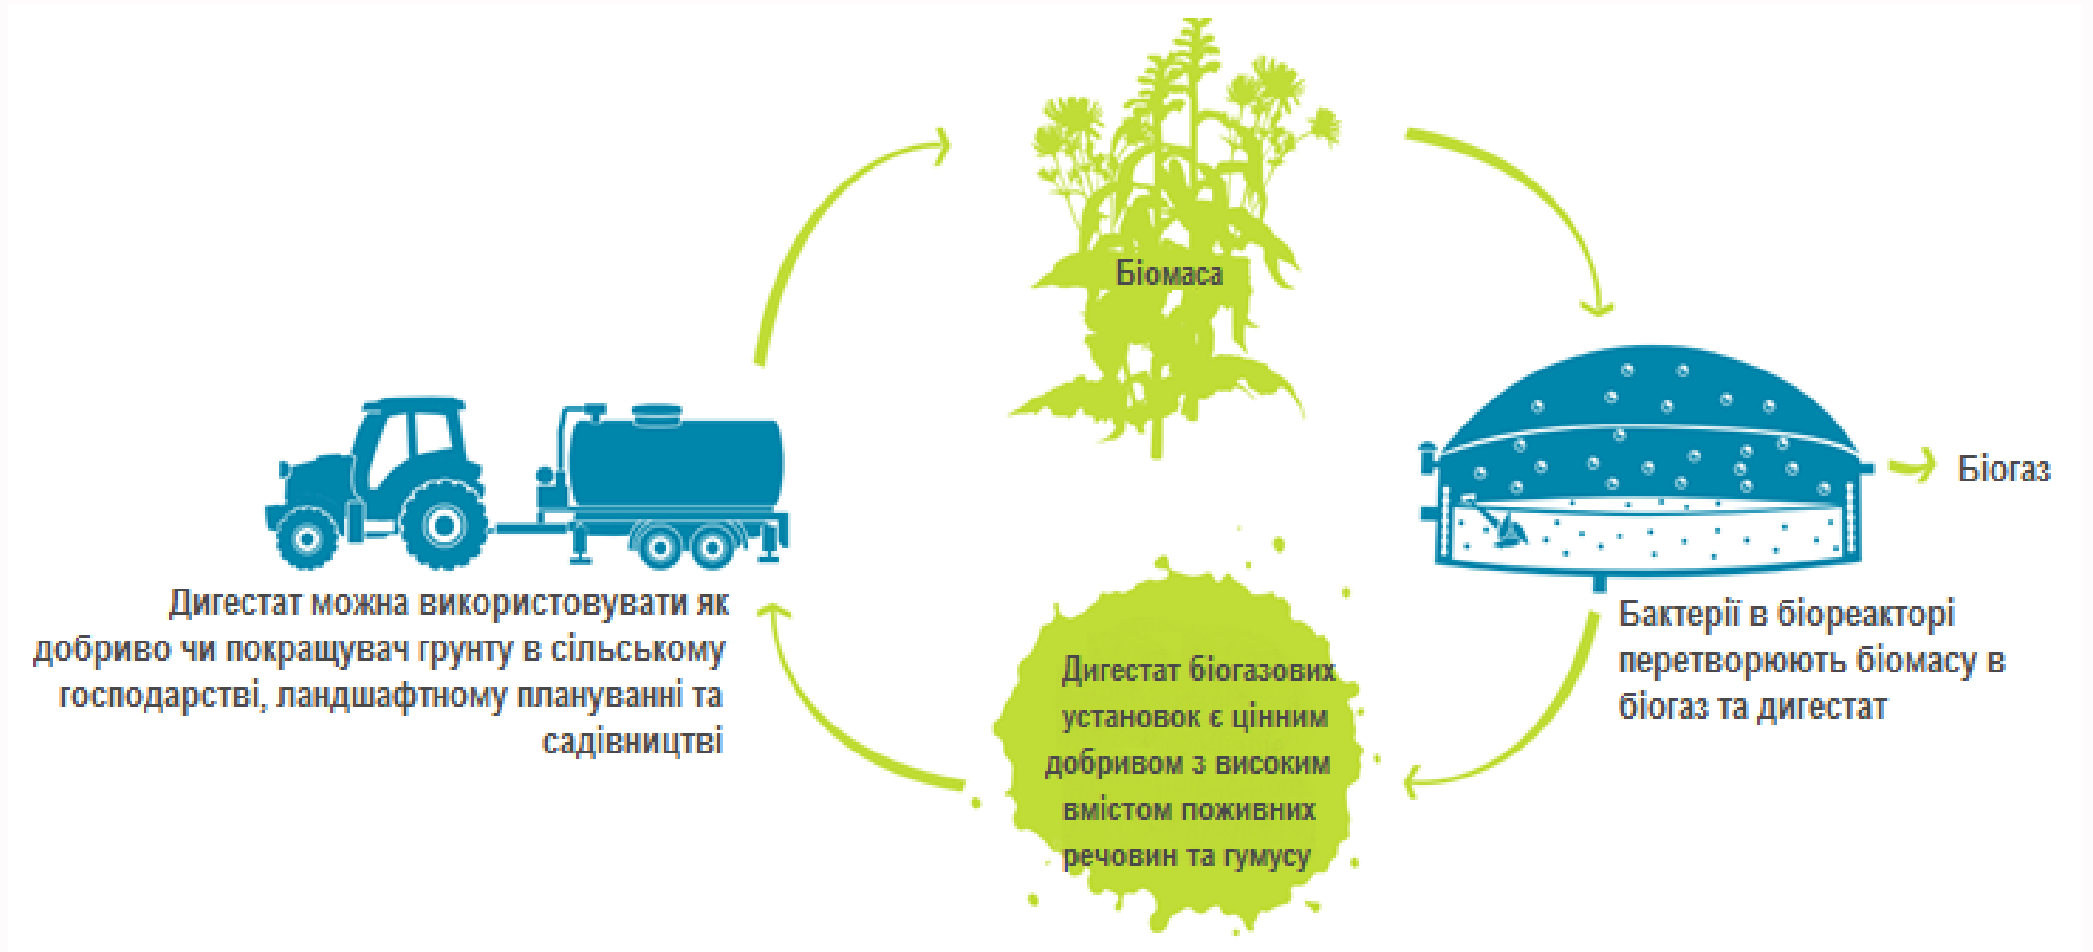 Біомаса
Біогаз
Бактерії в біореакторі
перетворюють біомасу в
біогаз та дигестат
Дигестат біогазових
установок є цінним
добривом з високим
вмістом поживних
речовин та гумусу
Дигестат можна використовувати як
добриво чи покращувач грунту в сільському
господарстві, ландшафтному плануванні та
садівництві